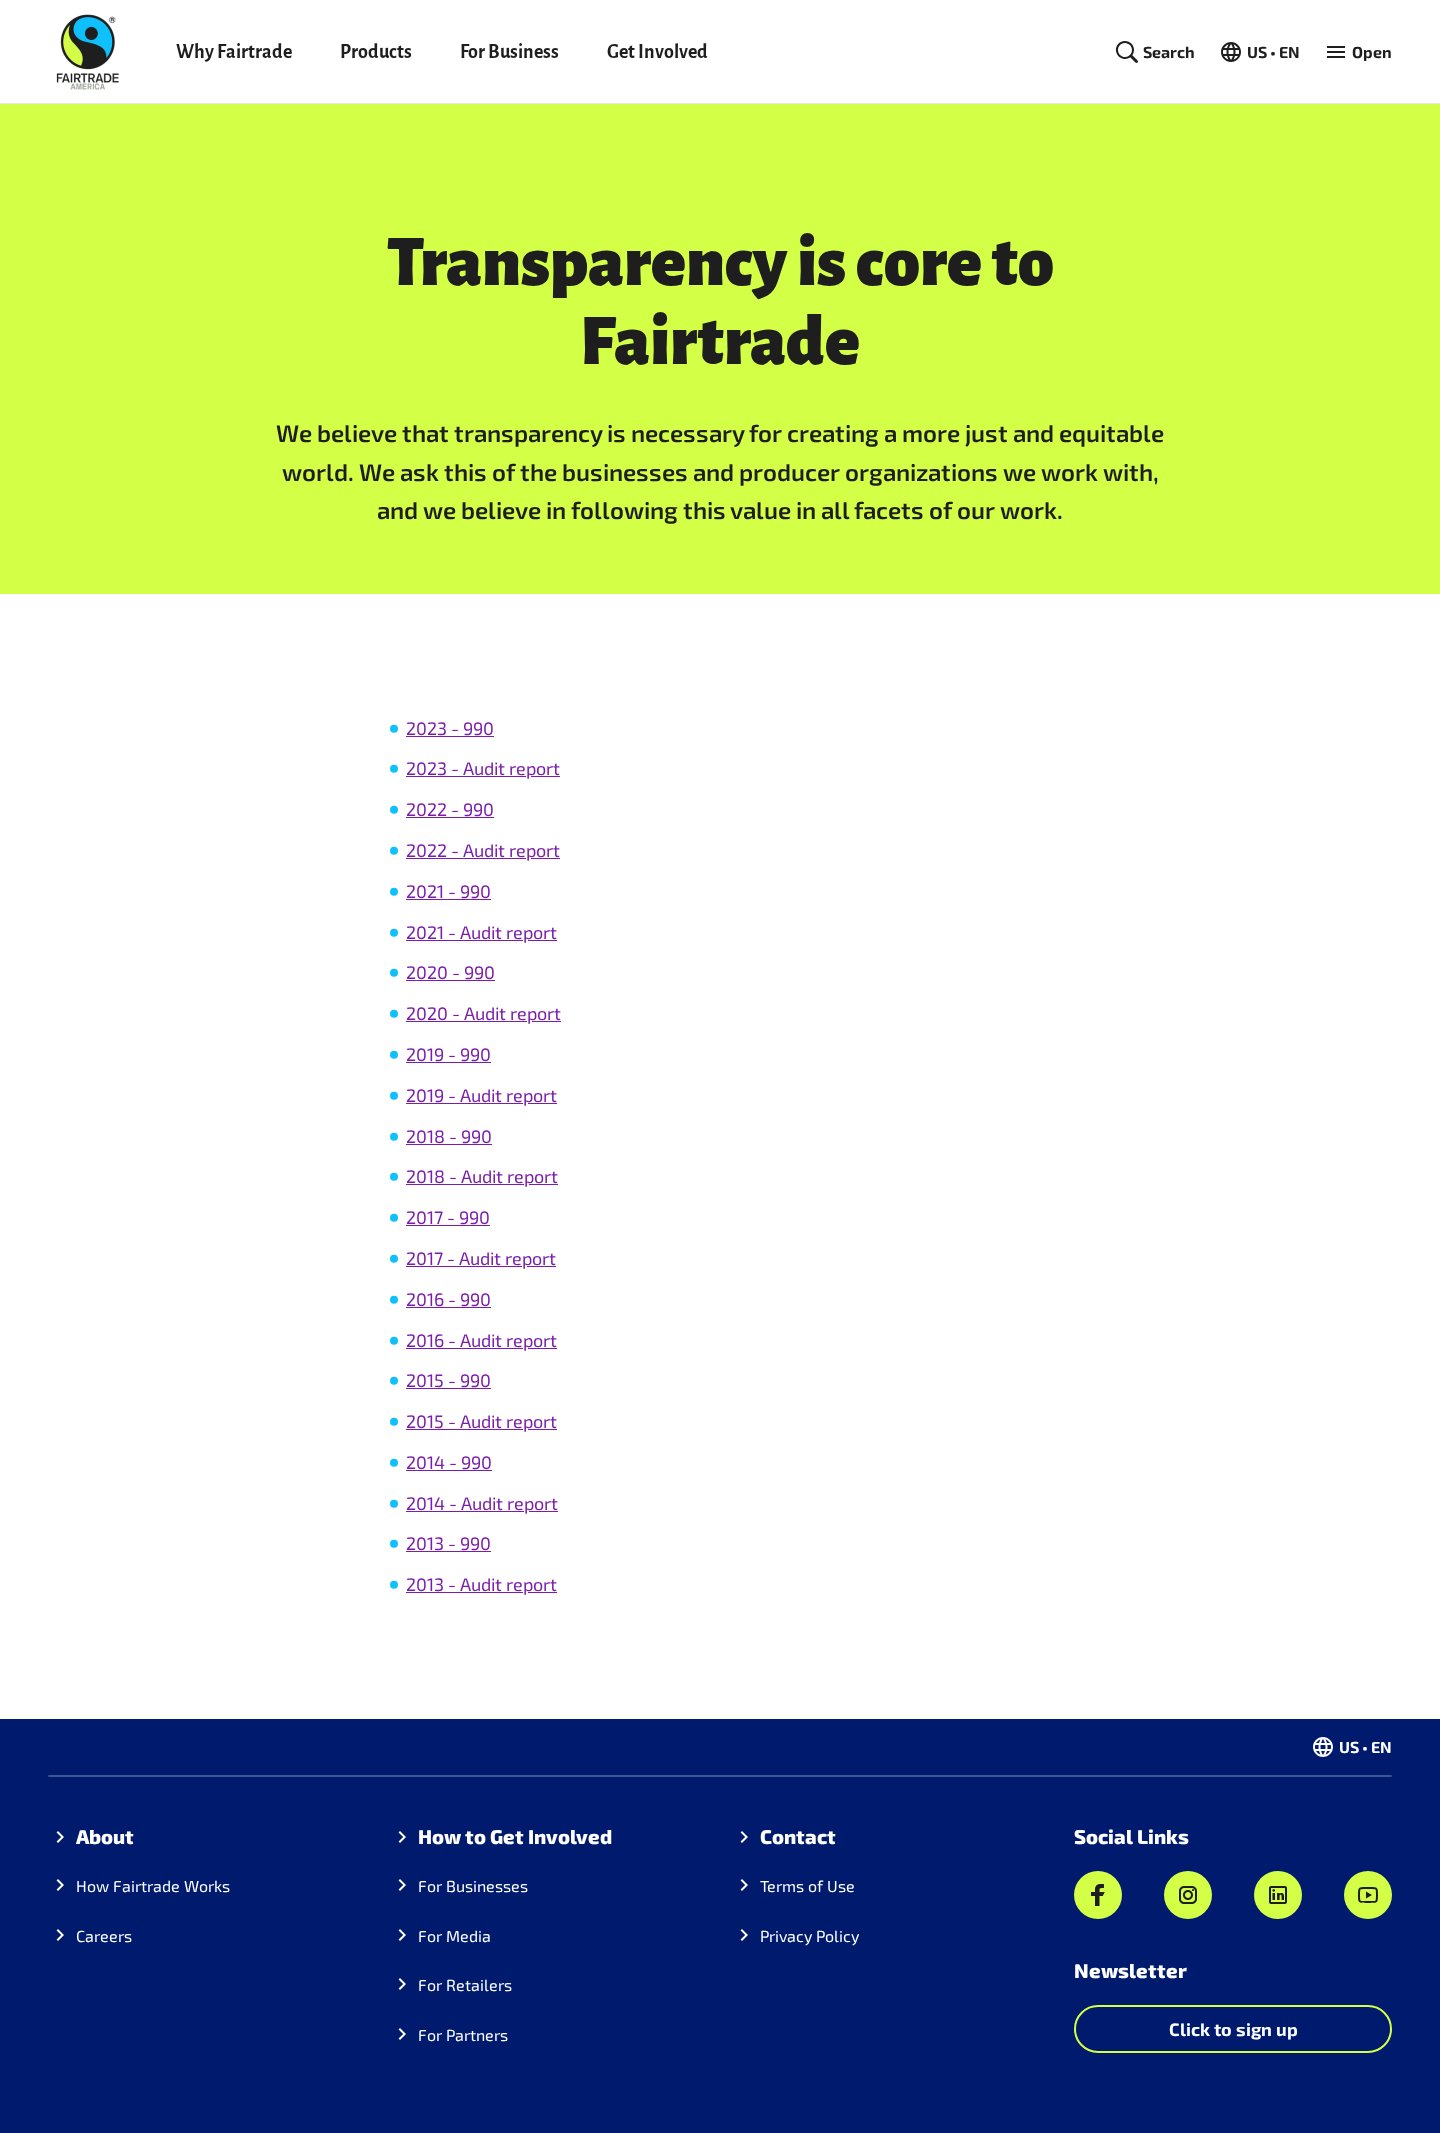 FAIRTRADE
AMERICA
®
Why Fairtrade
Products
For Business
Get Involved
Search
US • EN
Open
Transparency is core to
Fairtrade
We believe that transparency is necessary for creating a more just and equitable
world. We ask this of the businesses and producer organizations we work with,
and we believe in following this value in all facets of our work.
2023 - 990
2023 - Audit report
2022 - 990
2022 - Audit report
2021 - 990
2021 - Audit report
2020 - 990
2020 - Audit report
2019 - 990
2019 - Audit report
2018 - 990
2018 - Audit report
2017 - 990
2017 - Audit report
2016 - 990
2016 - Audit report
2015 - 990
2015 - Audit report
2014 - 990
2014 - Audit report
2013 - 990
2013 - Audit report
US • EN
About
How Fairtrade Works
Careers
How to Get Involved
For Businesses
For Media
For Retailers
For Partners
Contact
Terms of Use
Privacy Policy
Social Links
Newsletter
Click to sign up